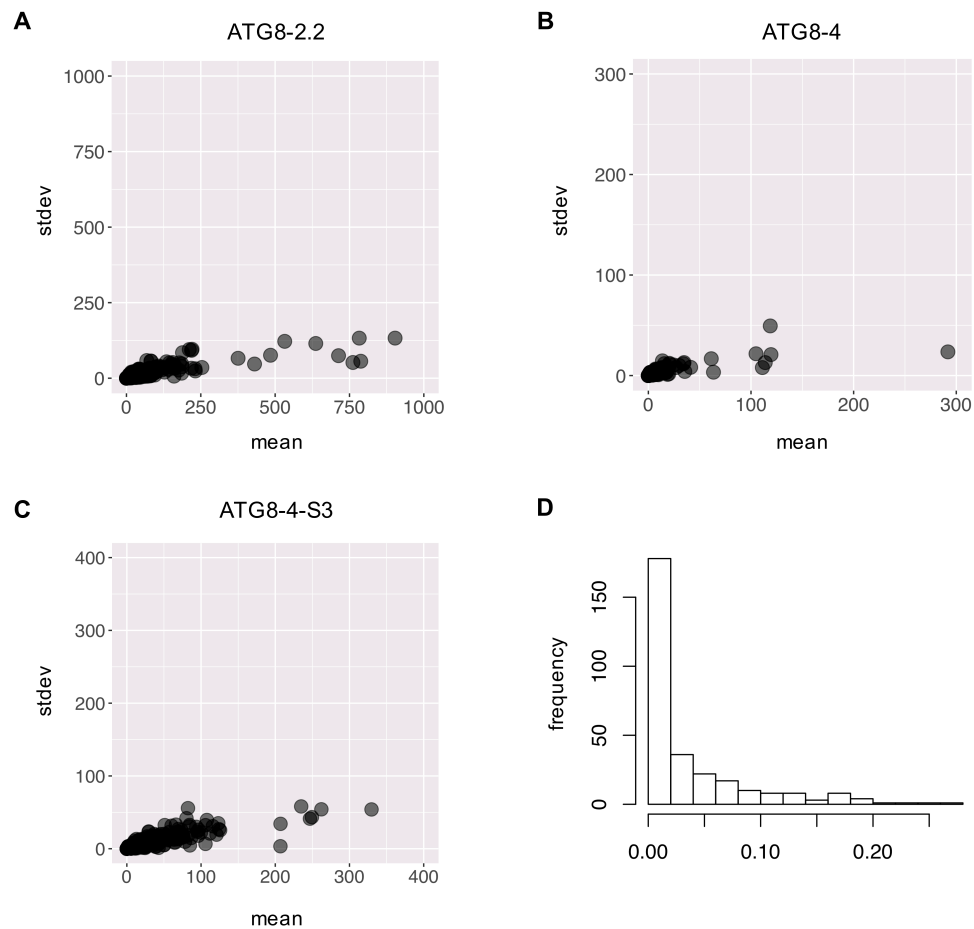 A
ATG8-2.2
1000
750
500
250
0
stdev
0 250 500 750 1000
mean
B
ATG8-4
300
200
100
0
stdev
0 100 200 300
mean
C
ATG8-4-S3
400
300
200
100
0
stdev
0 100 200 300 400
mean
D
150
100
50
0
frequency
0.00 0.10 0.20